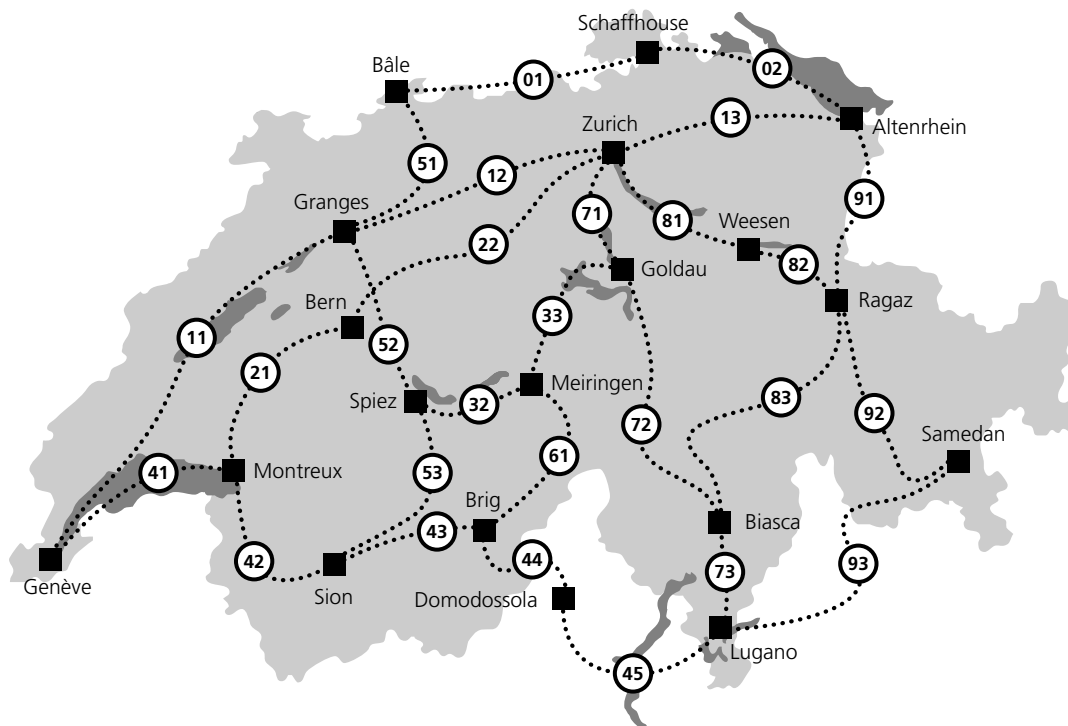 Schaffhouse
Bâle
01
02
Zurich
13
Altenrhein
51
12
Granges
71
81
91
Weesen
22
Goldau
82
Bern
Ragaz
11
33
52
21
Spiez
32
Meiringen
83
92
72
Samedan
41
Montreux
53
61
Brig
43
Biasca
44
42
93
Genève
Sion
Domodossola
73
Lugano
45